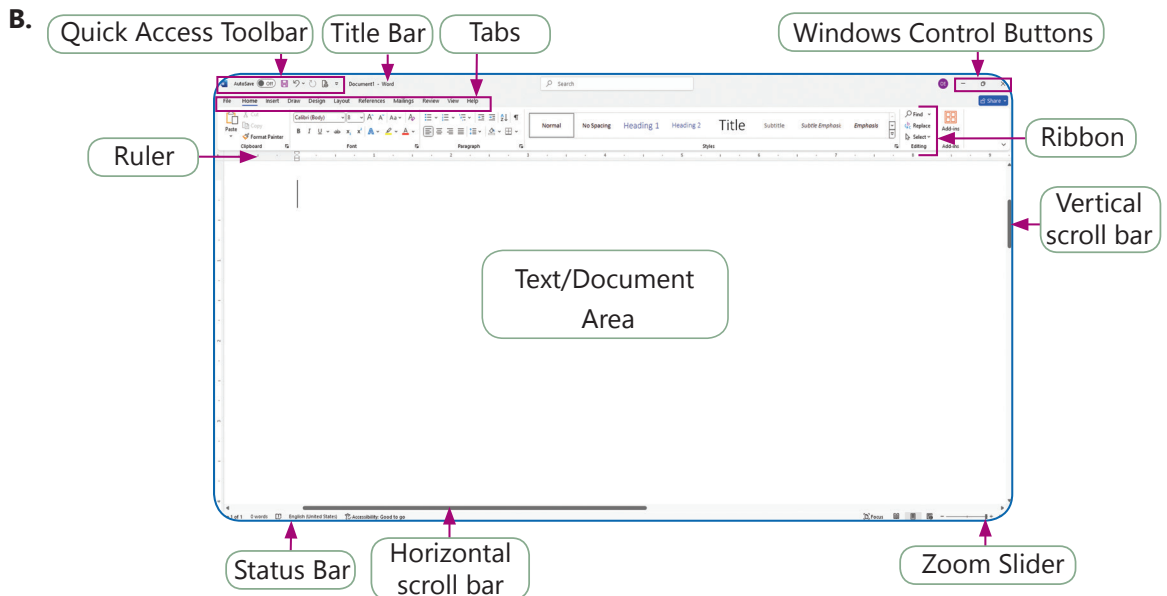 B.
Quick Access Toolbar Title Bar Tabs Windows Control Buttons
AutoSave Off Document1 - Word Search
File Home Insert Draw Design Layout References Mailings Review View Help Share
Paste Cut Copy Format Painter
Calibri (Body)
Normal No Spacing Heading 1 Heading 2 Title Subtitle Subtle Emphasis Emphasis
Find Replace Select Add-ins
Clipboard Font Paragraph Styles Editing Add-ins
Ribbon
Ruler
Vertical
scroll bar
Text/Document
Area
1 of 1 0 words English (United States) Accessibility: Good to go Focus
Status Bar
Horizontal
scroll bar
Zoom Slider